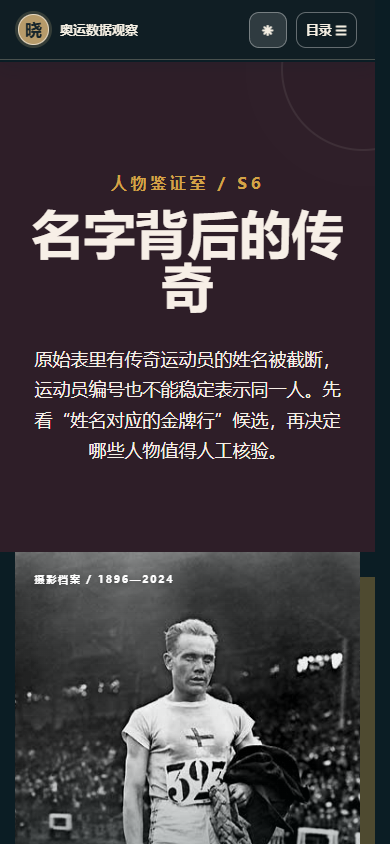 晓 奥运数据观察 目录
人物鉴证室 / S6
名字背后的传
奇
原始表里有传奇运动员的姓名被截断，
运动员编号也不能稳定表示同一人。先
看“姓名对应的金牌行”候选，再决定
哪些人物值得人工核验。
摄影档案 / 1896—2024
323